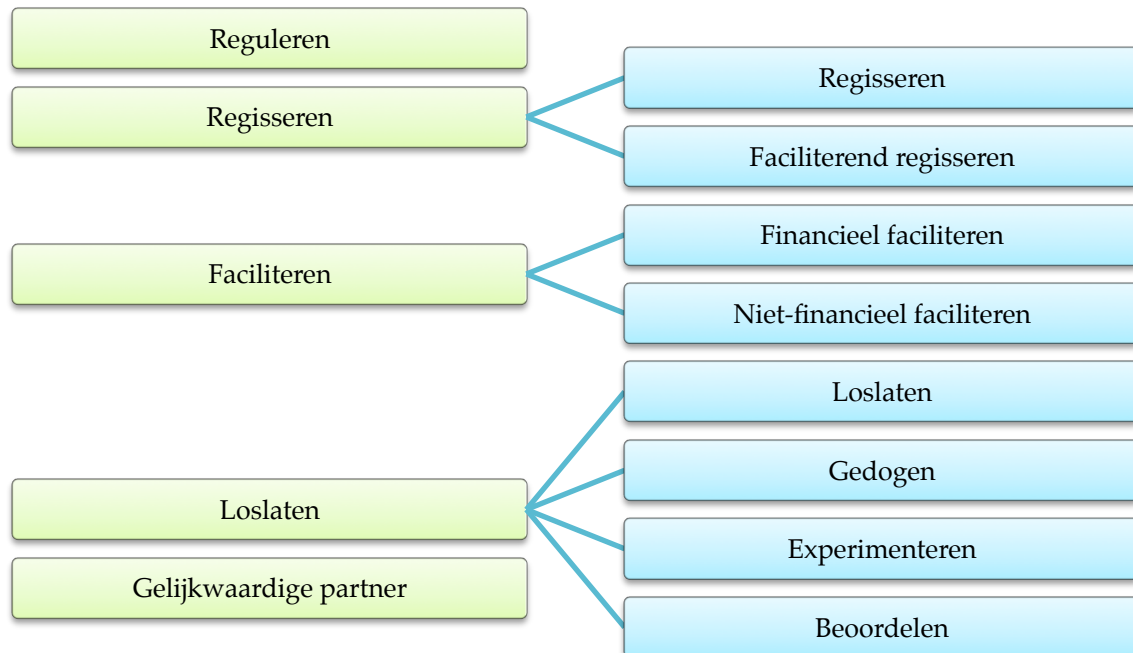 Reguleren
Regisseren
Regisseren
Faciliterend regisseren
Faciliteren
Financieel faciliteren
Niet-financieel faciliteren
Loslaten
Loslaten
Gedogen
Experimenteren
Beoordelen
Gelijkwaardige partner